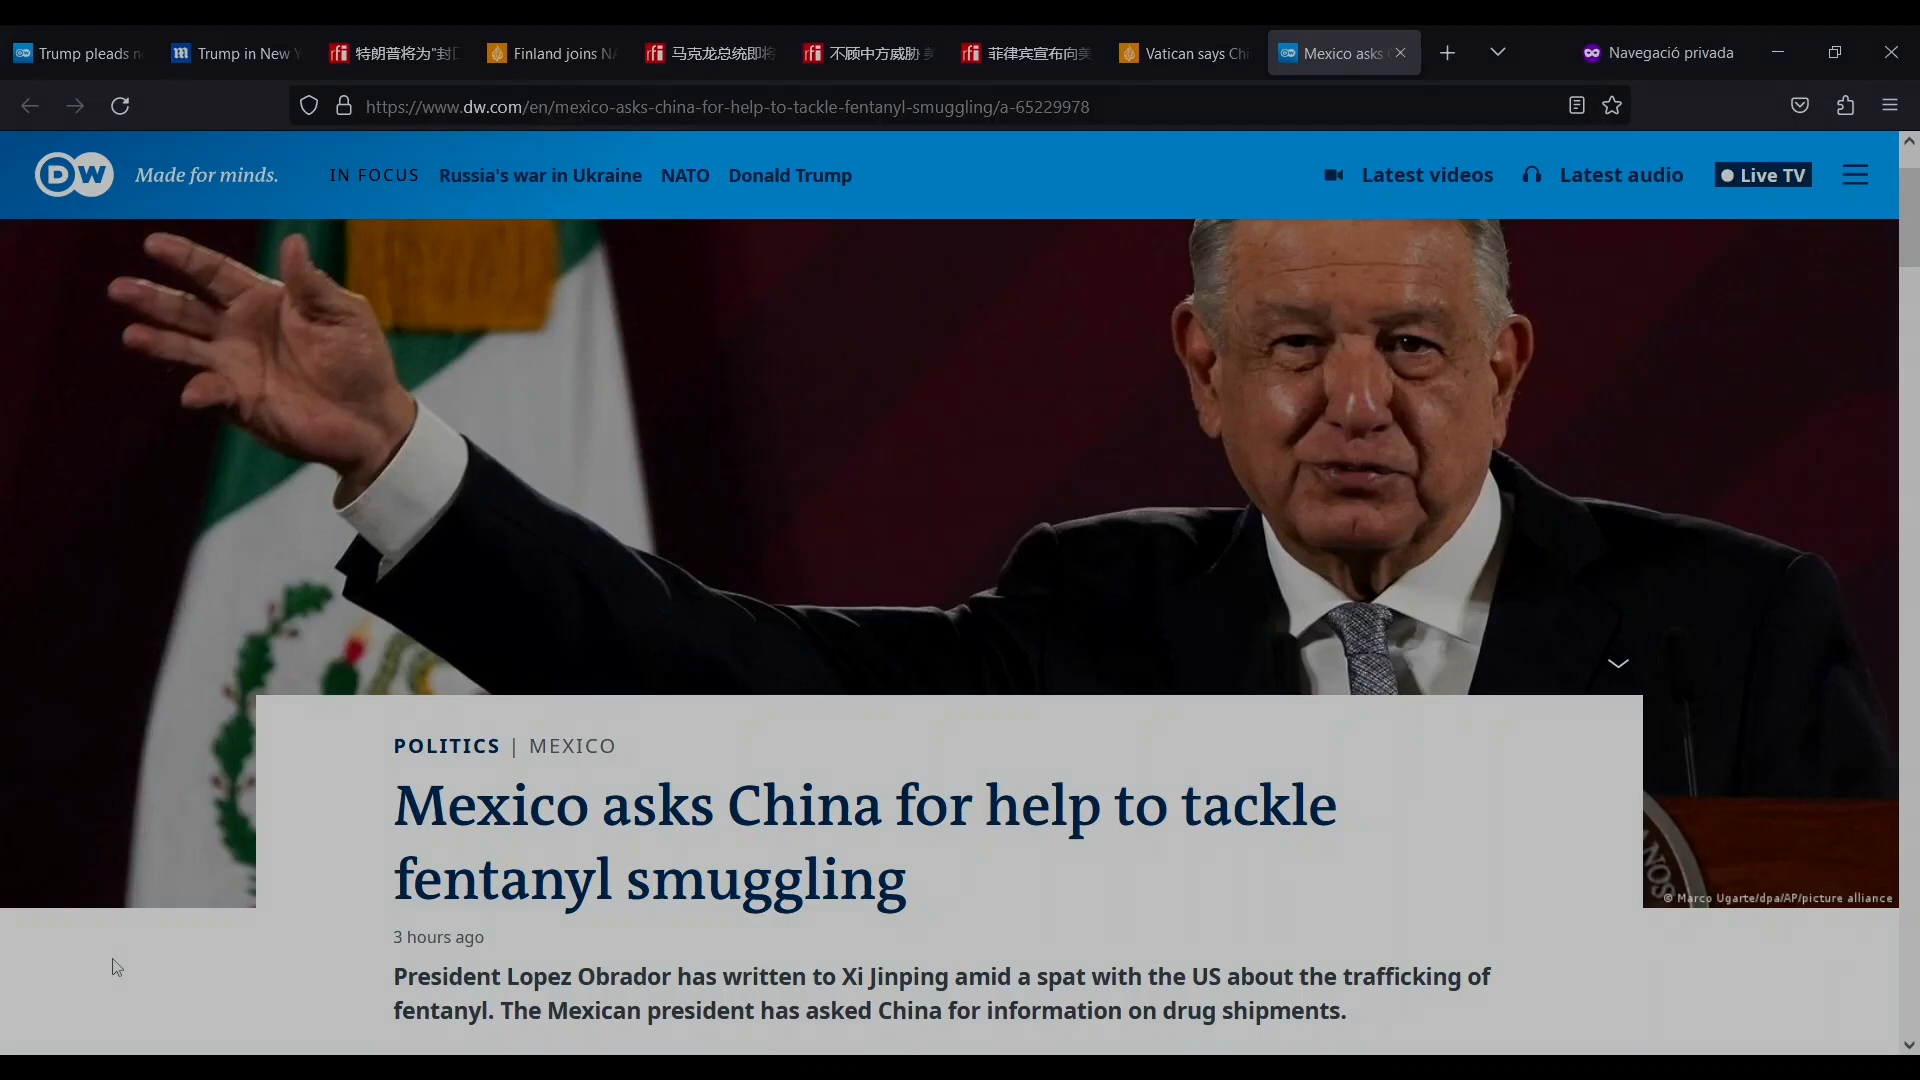 Trump pleads n
Trump in New Y
特朗普将为"封口
Finland joins NA
马克龙总统即将
不顾中方威胁 美
菲律宾宣布向美
Vatican says Chi
Mexico asks C
Navegació privada
https://www.dw.com/en/mexico-asks-china-for-help-to-tackle-fentanyl-smuggling/a-65229978
DW
Made for minds.
IN FOCUS
Russia's war in Ukraine
NATO
Donald Trump
Latest videos
Latest audio
Live TV
POLITICS | MEXICO
Mexico asks China for help to tackle
fentanyl smuggling
3 hours ago
President Lopez Obrador has written to Xi Jinping amid a spat with the US about the trafficking of
fentanyl. The Mexican president has asked China for information on drug shipments.
© Marco Ugarte/dpa/AP/picture alliance